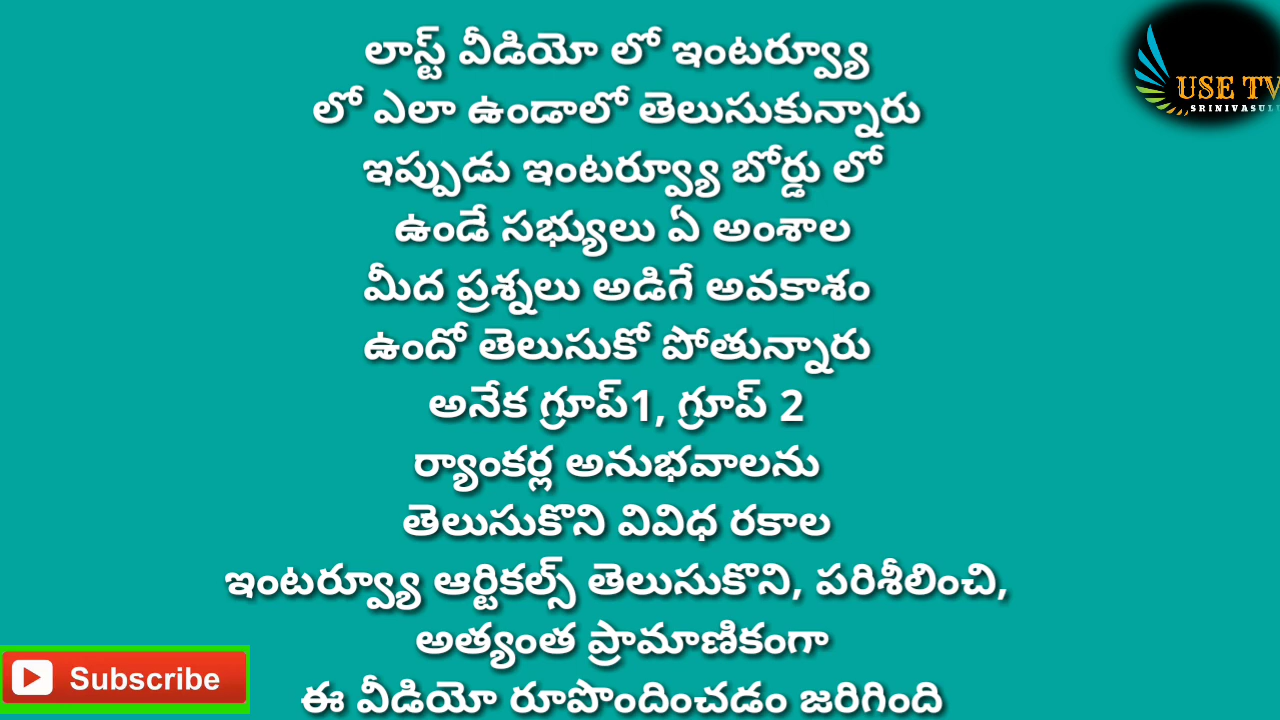 లాస్ట్ వీడియో లో ఇంటర్వ్యూ
లో ఎలా ఉండాలో తెలుసుకున్నారు
ఇప్పుడు ఇంటర్వ్యూ బోర్డు లో
ఉండే సభ్యులు ఏ అంశాల
మీద ప్రశ్నలు అడిగే అవకాశం
ఉందో తెలుసుకో పోతున్నారు
అనేక గ్రూప్1, గ్రూప్ 2
ర్యాంకర్ల అనుభవాలను
తెలుసుకొని వివిధ రకాల
ఇంటర్వ్యూ ఆర్టికల్స్ తెలుసుకొని, పరిశీలించి,
అత్యంత ప్రామాణికంగా
ఈ వీడియో రూపొందించడం జరిగింది
USE TV
Subscribe